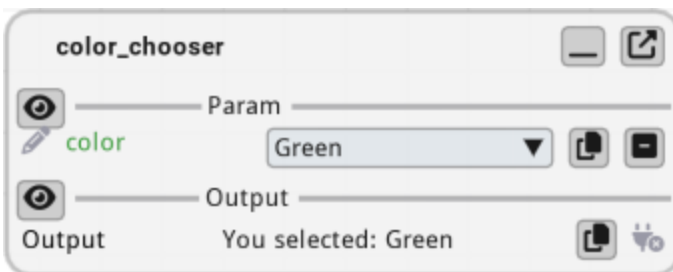 color_chooser
Param
color Green
Output
Output You selected: Green